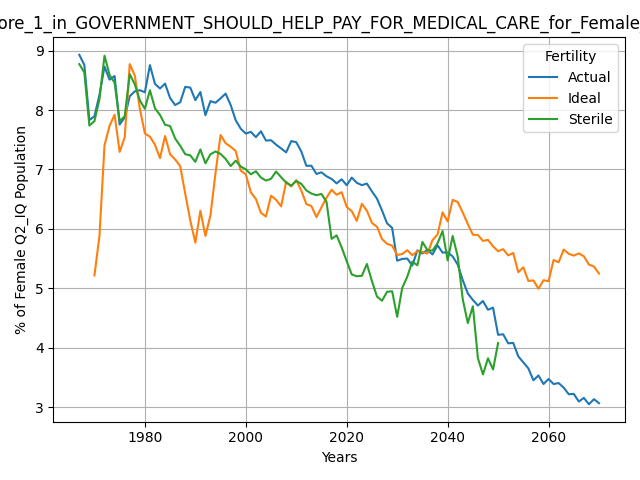 ore_1_in_GOVERNMENT_SHOULD_HELP_PAY_FOR_MEDICAL_CARE_for_Female
Fertility
Actual
Ideal
Sterile
% of Female Q2_IQ Population
9
8
7
6
5
4
3
1980 2000 2020 2040 2060
Years